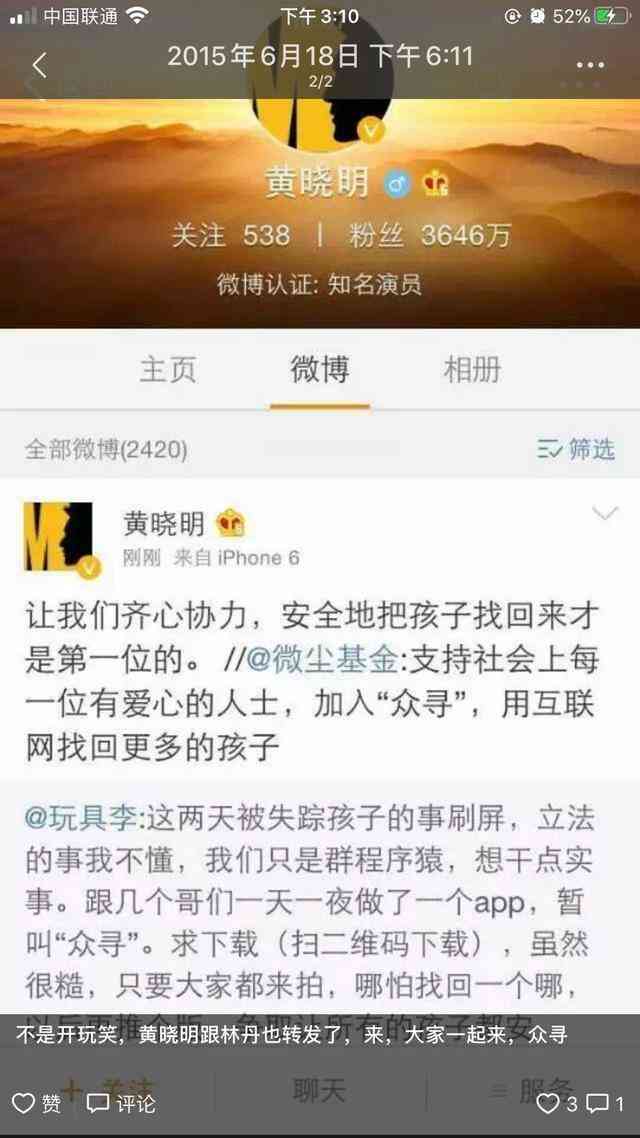 中国联通 下午 3:10 52%
2015年6月18日 下午 6:11
2/2
黄晓明
关注 538 | 粉丝 3646万
微博认证: 知名演员
主页 微博 相册
全部微博(2420) 筛选
黄晓明
刚刚 来自 iPhone 6
让我们齐心协力，安全地把孩子找回来才
是第一位的。//@微尘基金:支持社会上每
一位有爱心的人士，加入“众寻”，用互联
网找回更多的孩子
@玩具李:这两天被失踪孩子的事刷屏，立法
的事我不懂，我们只是群程序猿，想干点实
事。跟几个哥们一天一夜做了一个app，暂
叫“众寻”。求下载（扫二维码下载），虽然
很糙，只要大家都来拍，哪怕找回一个哪，
不是开玩笑，黄晓明跟林丹也转发了，来，大家一起来，众寻
关注 聊天 服务
赞 评论 3 1